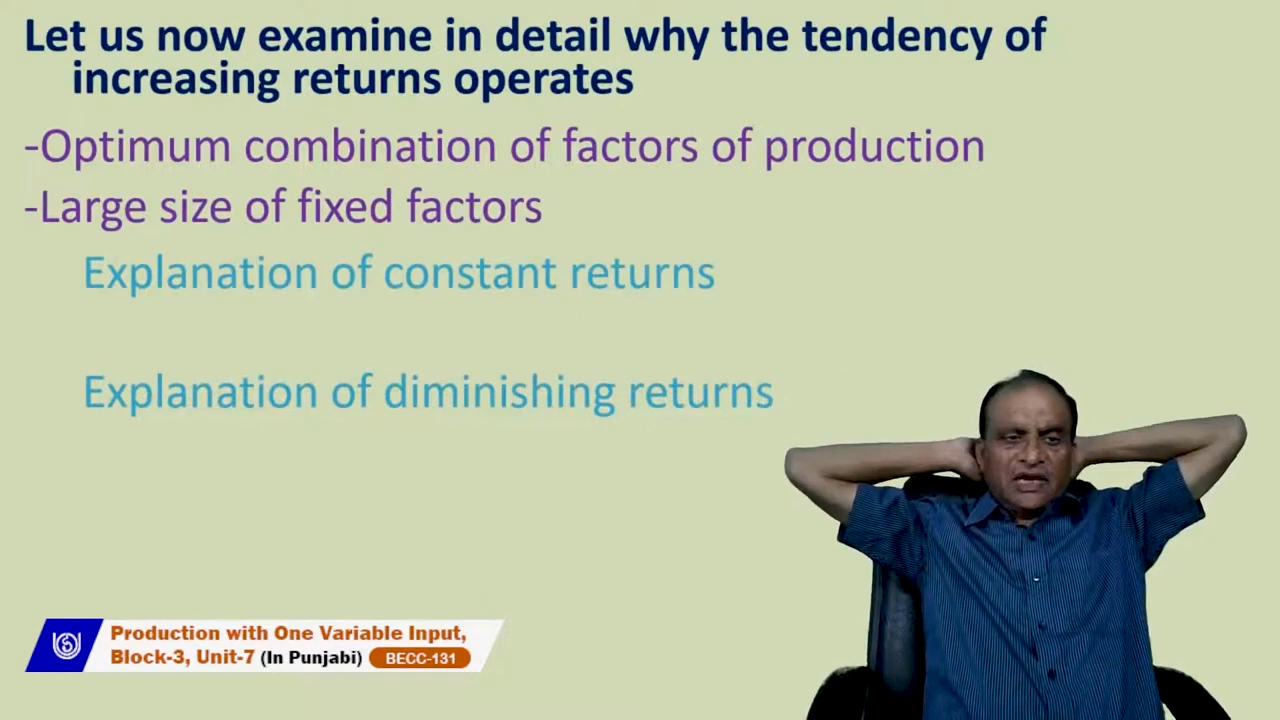 Let us now examine in detail why the tendency of
increasing returns operates
-Optimum combination of factors of production
-Large size of fixed factors
Explanation of constant returns
Explanation of diminishing returns
Production with One Variable Input,
Block-3, Unit-7 (In Punjabi) BECC-131